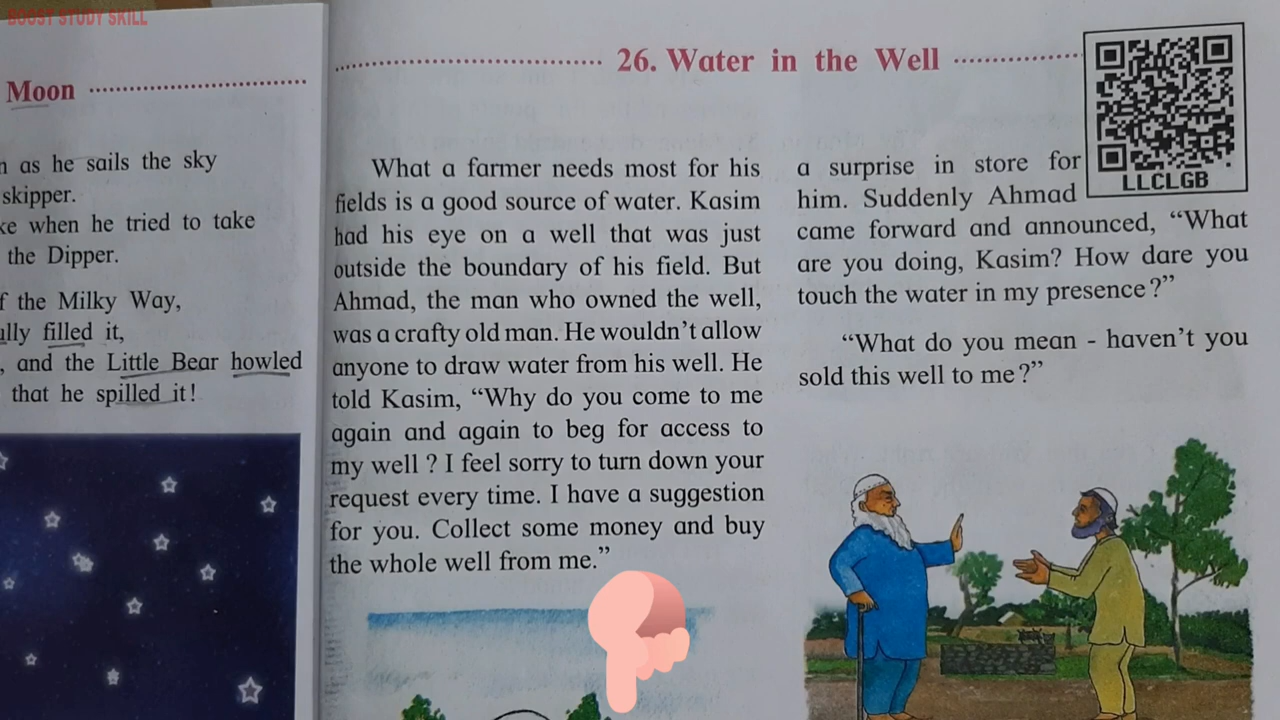 BOOST STUDY SKILL
Moon
as he sails the sky
skipper.
when he tried to take
the Dipper.
the Milky Way,
filled it,
, and the Little Bear howled
that he spilled it!
26. Water in the Well
What a farmer needs most for his
fields is a good source of water. Kasim
had his eye on a well that was just
outside the boundary of his field. But
Ahmad, the man who owned the well,
was a crafty old man. He wouldn't allow
anyone to draw water from his well. He
told Kasim, “Why do you come to me
again and again to beg for access to
my well ? I feel sorry to turn down your
request every time. I have a suggestion
for you. Collect some money and buy
the whole well from me.”
a surprise in store for
him. Suddenly Ahmad
came forward and announced, “What
are you doing, Kasim? How dare you
touch the water in my presence?”
“What do you mean - haven't you
sold this well to me?”
LLCLGB